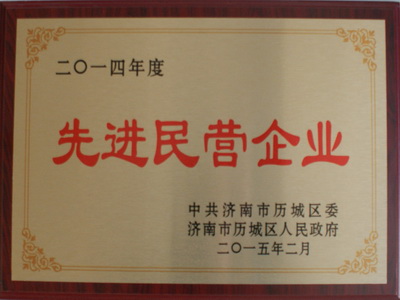 二〇一四年度
先进民营企业
中共济南市历城区委
济南市历城区人民政府
二〇一五年二月